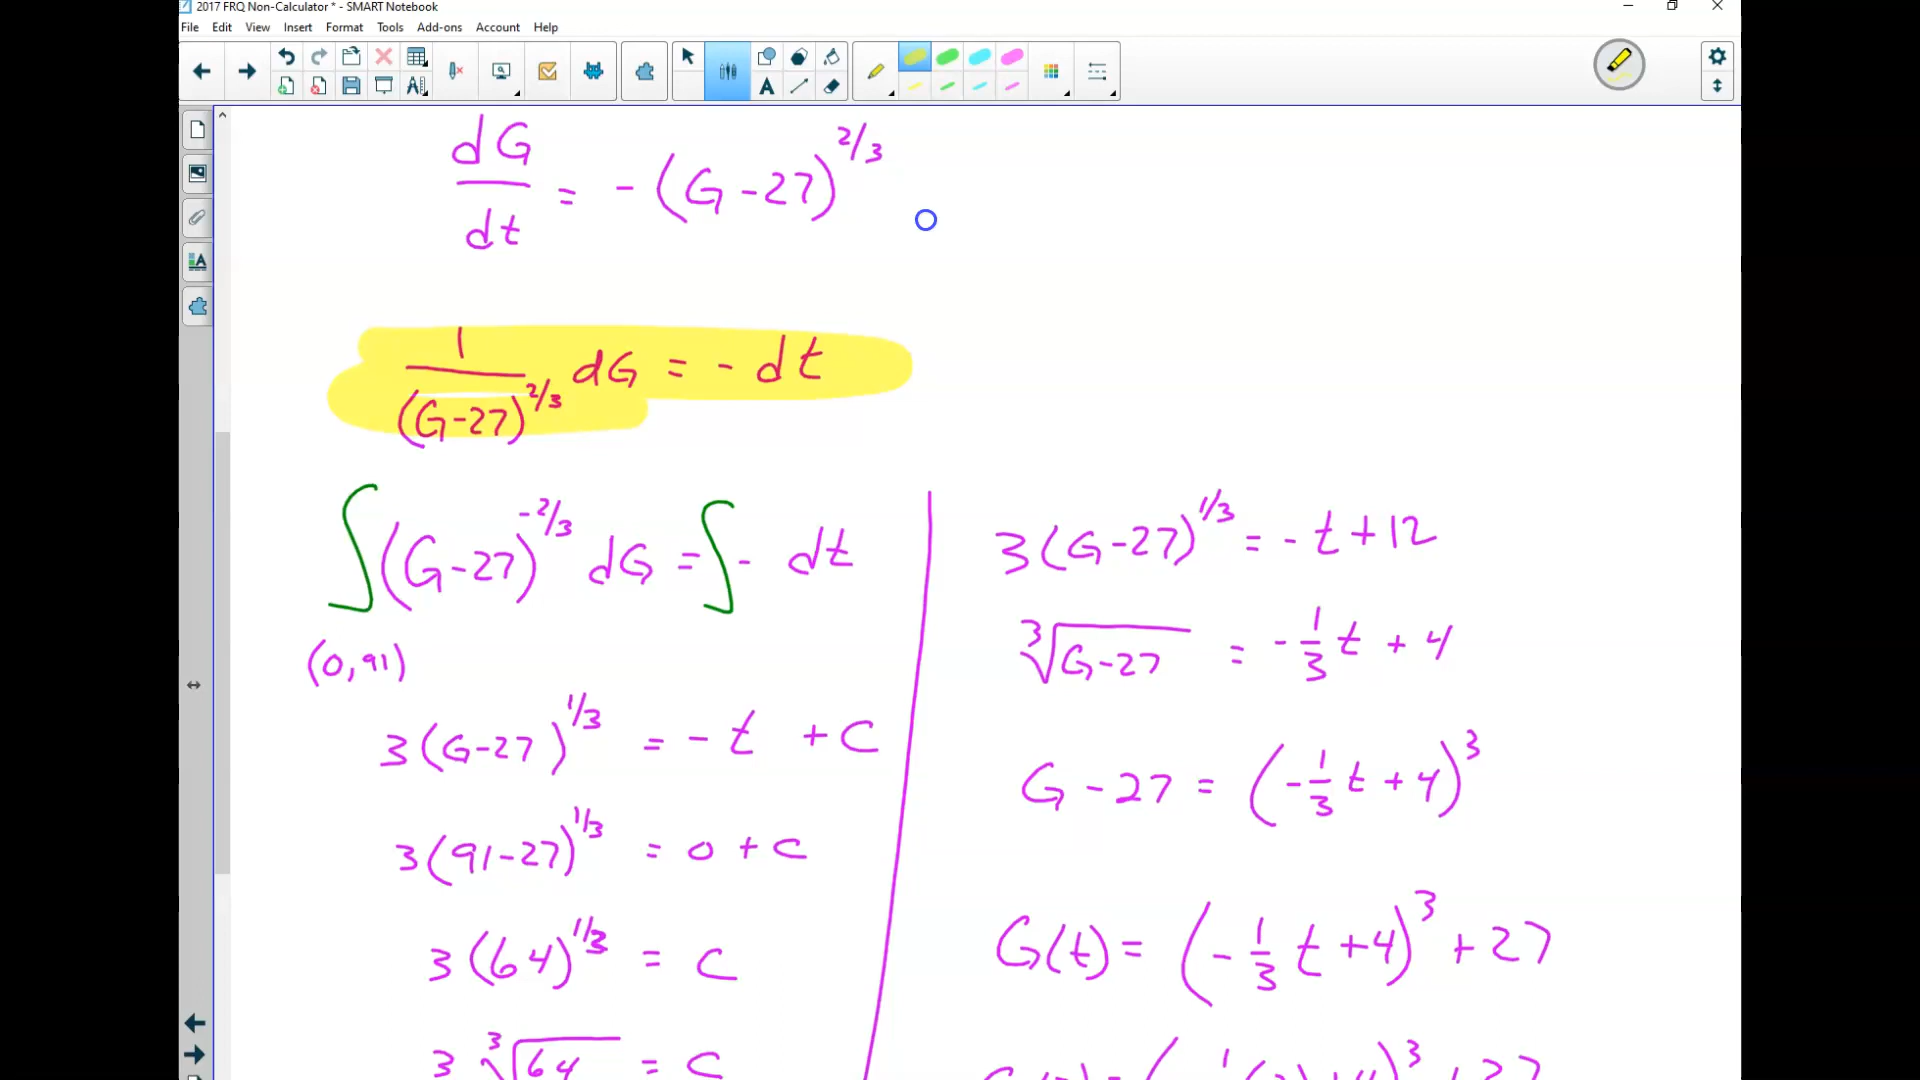 2017 FRQ Non-Calculator * - SMART Notebook
File Edit View Insert Format Tools Add-ons Account Help
dG/dt = - (G-27)^2/3
1/(G-27)^2/3 dG = - dt
∫(G-27)^-2/3 dG = ∫- dt
(0,91)
3(G-27)^1/3 = - t + C
3(91-27)^1/3 = 0 + C
3(64)^1/3 = C
3 ∛64 = C
3(G-27)^1/3 = - t + 12
∛G-27 = - 1/3 t + 4
G - 27 = (- 1/3 t + 4)^3
G(t) = (- 1/3 t + 4)^3 + 27